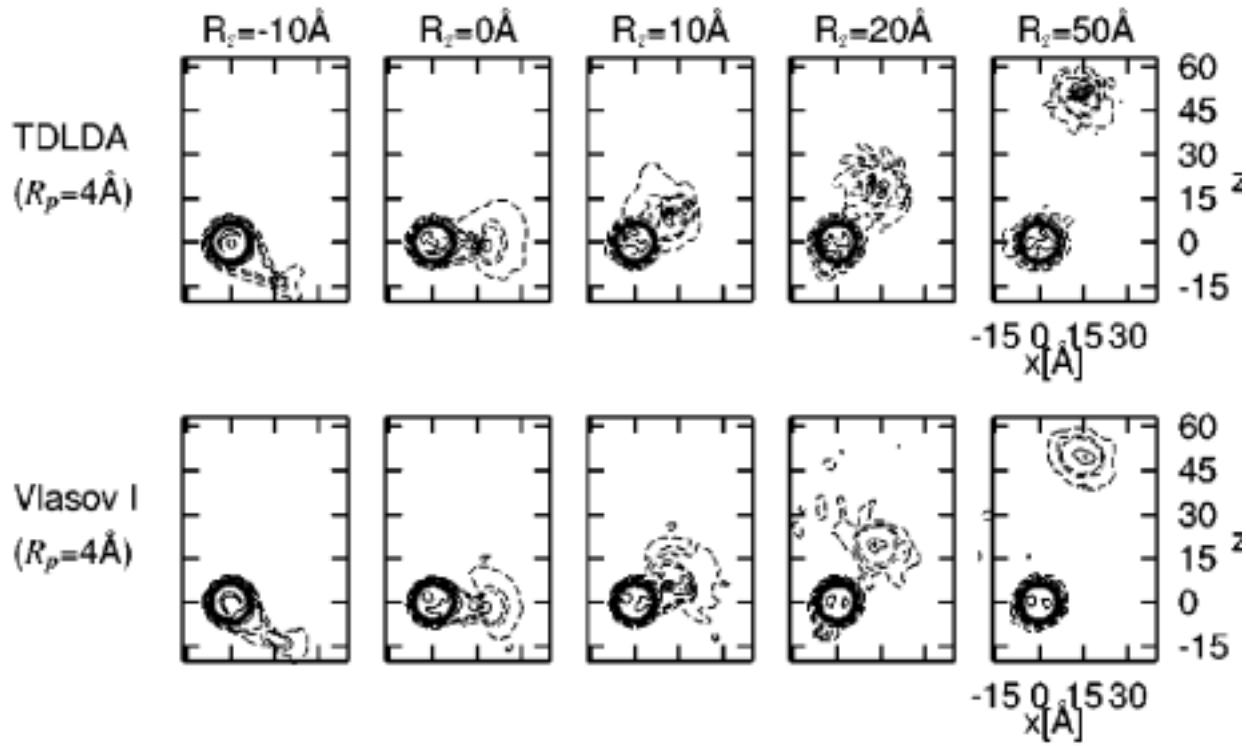 R_z=-10Å R_z=0Å R_z=10Å R_z=20Å R_z=50Å
TDLDA
(R_p=4Å)
60
45
30
15
0
-15
z
-15 0 15 30
x[Å]
Vlasov I
(R_p=4Å)
60
45
30
15
0
-15
z
-15 0 15 30
x[Å]